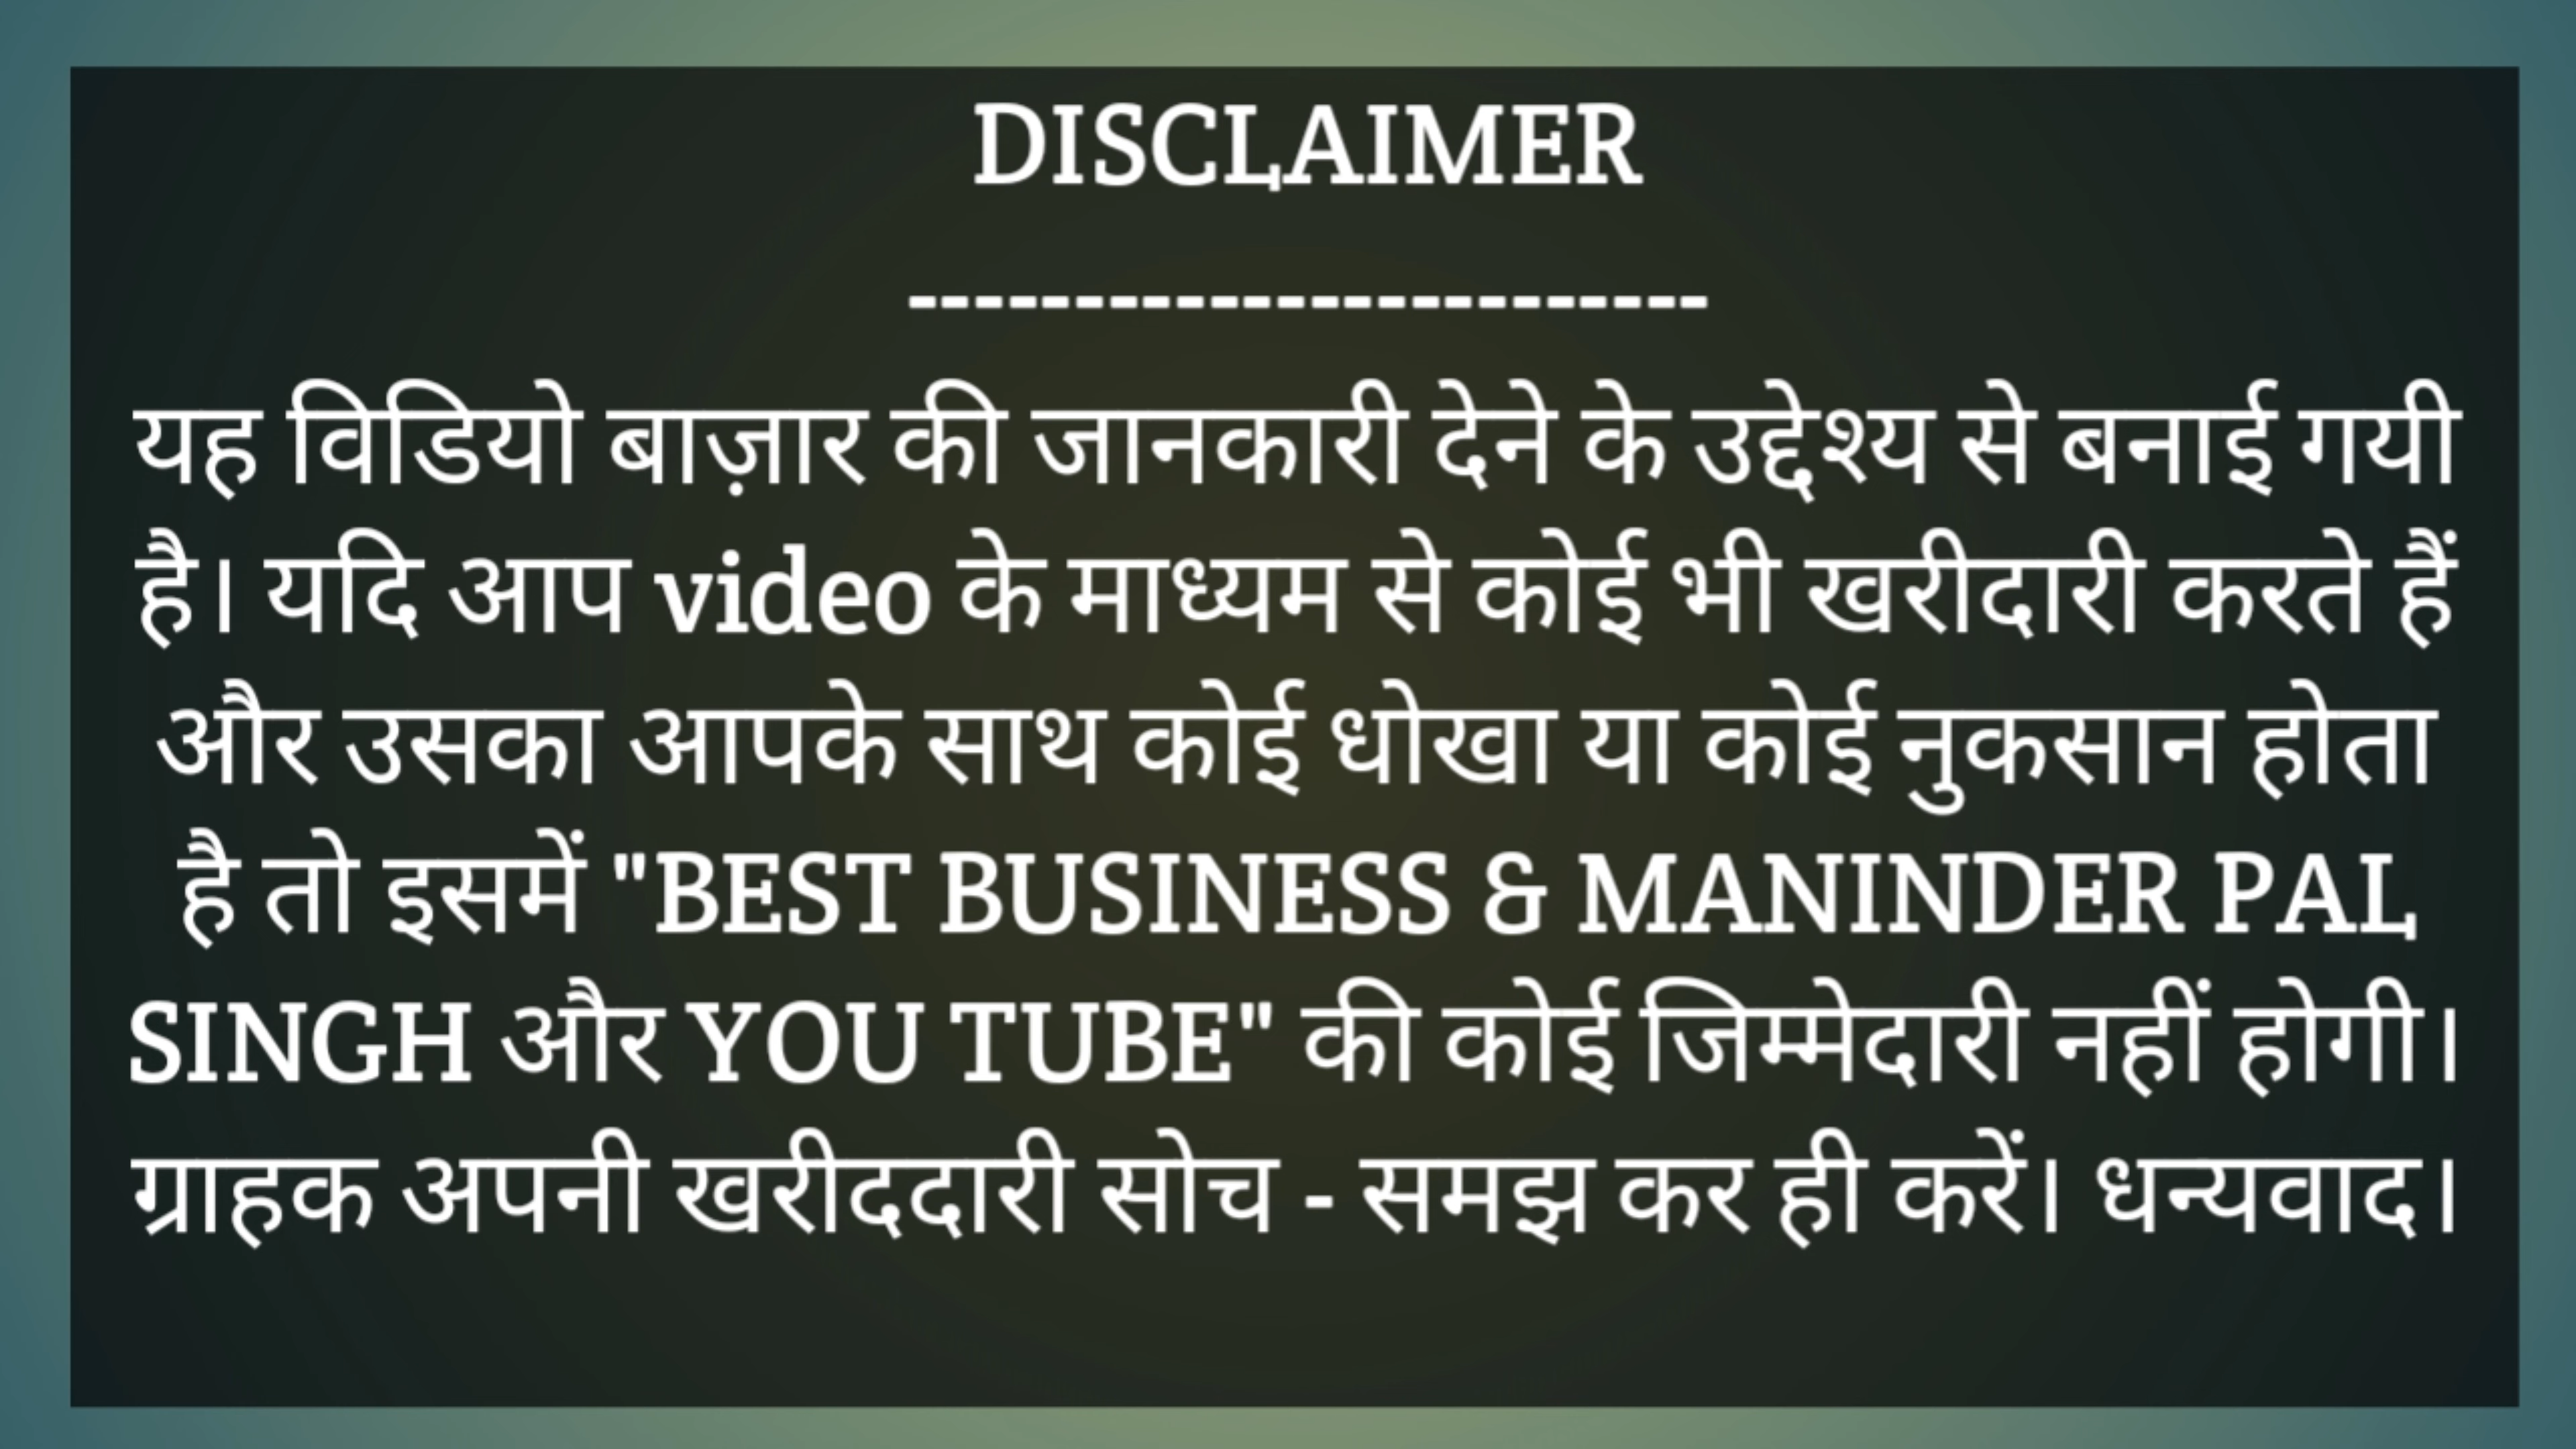 DISCLAIMER
------------------------
यह विडियो बाज़ार की जानकारी देने के उद्देश्य से बनाई गयी
है। यदि आप video के माध्यम से कोई भी खरीदारी करते हैं
और उसका आपके साथ कोई धोखा या कोई नुकसान होता
है तो इसमें "BEST BUSINESS & MANINDER PAL
SINGH और YOU TUBE" की कोई जिम्मेदारी नहीं होगी।
ग्राहक अपनी खरीददारी सोच - समझ कर ही करें। धन्यवाद।